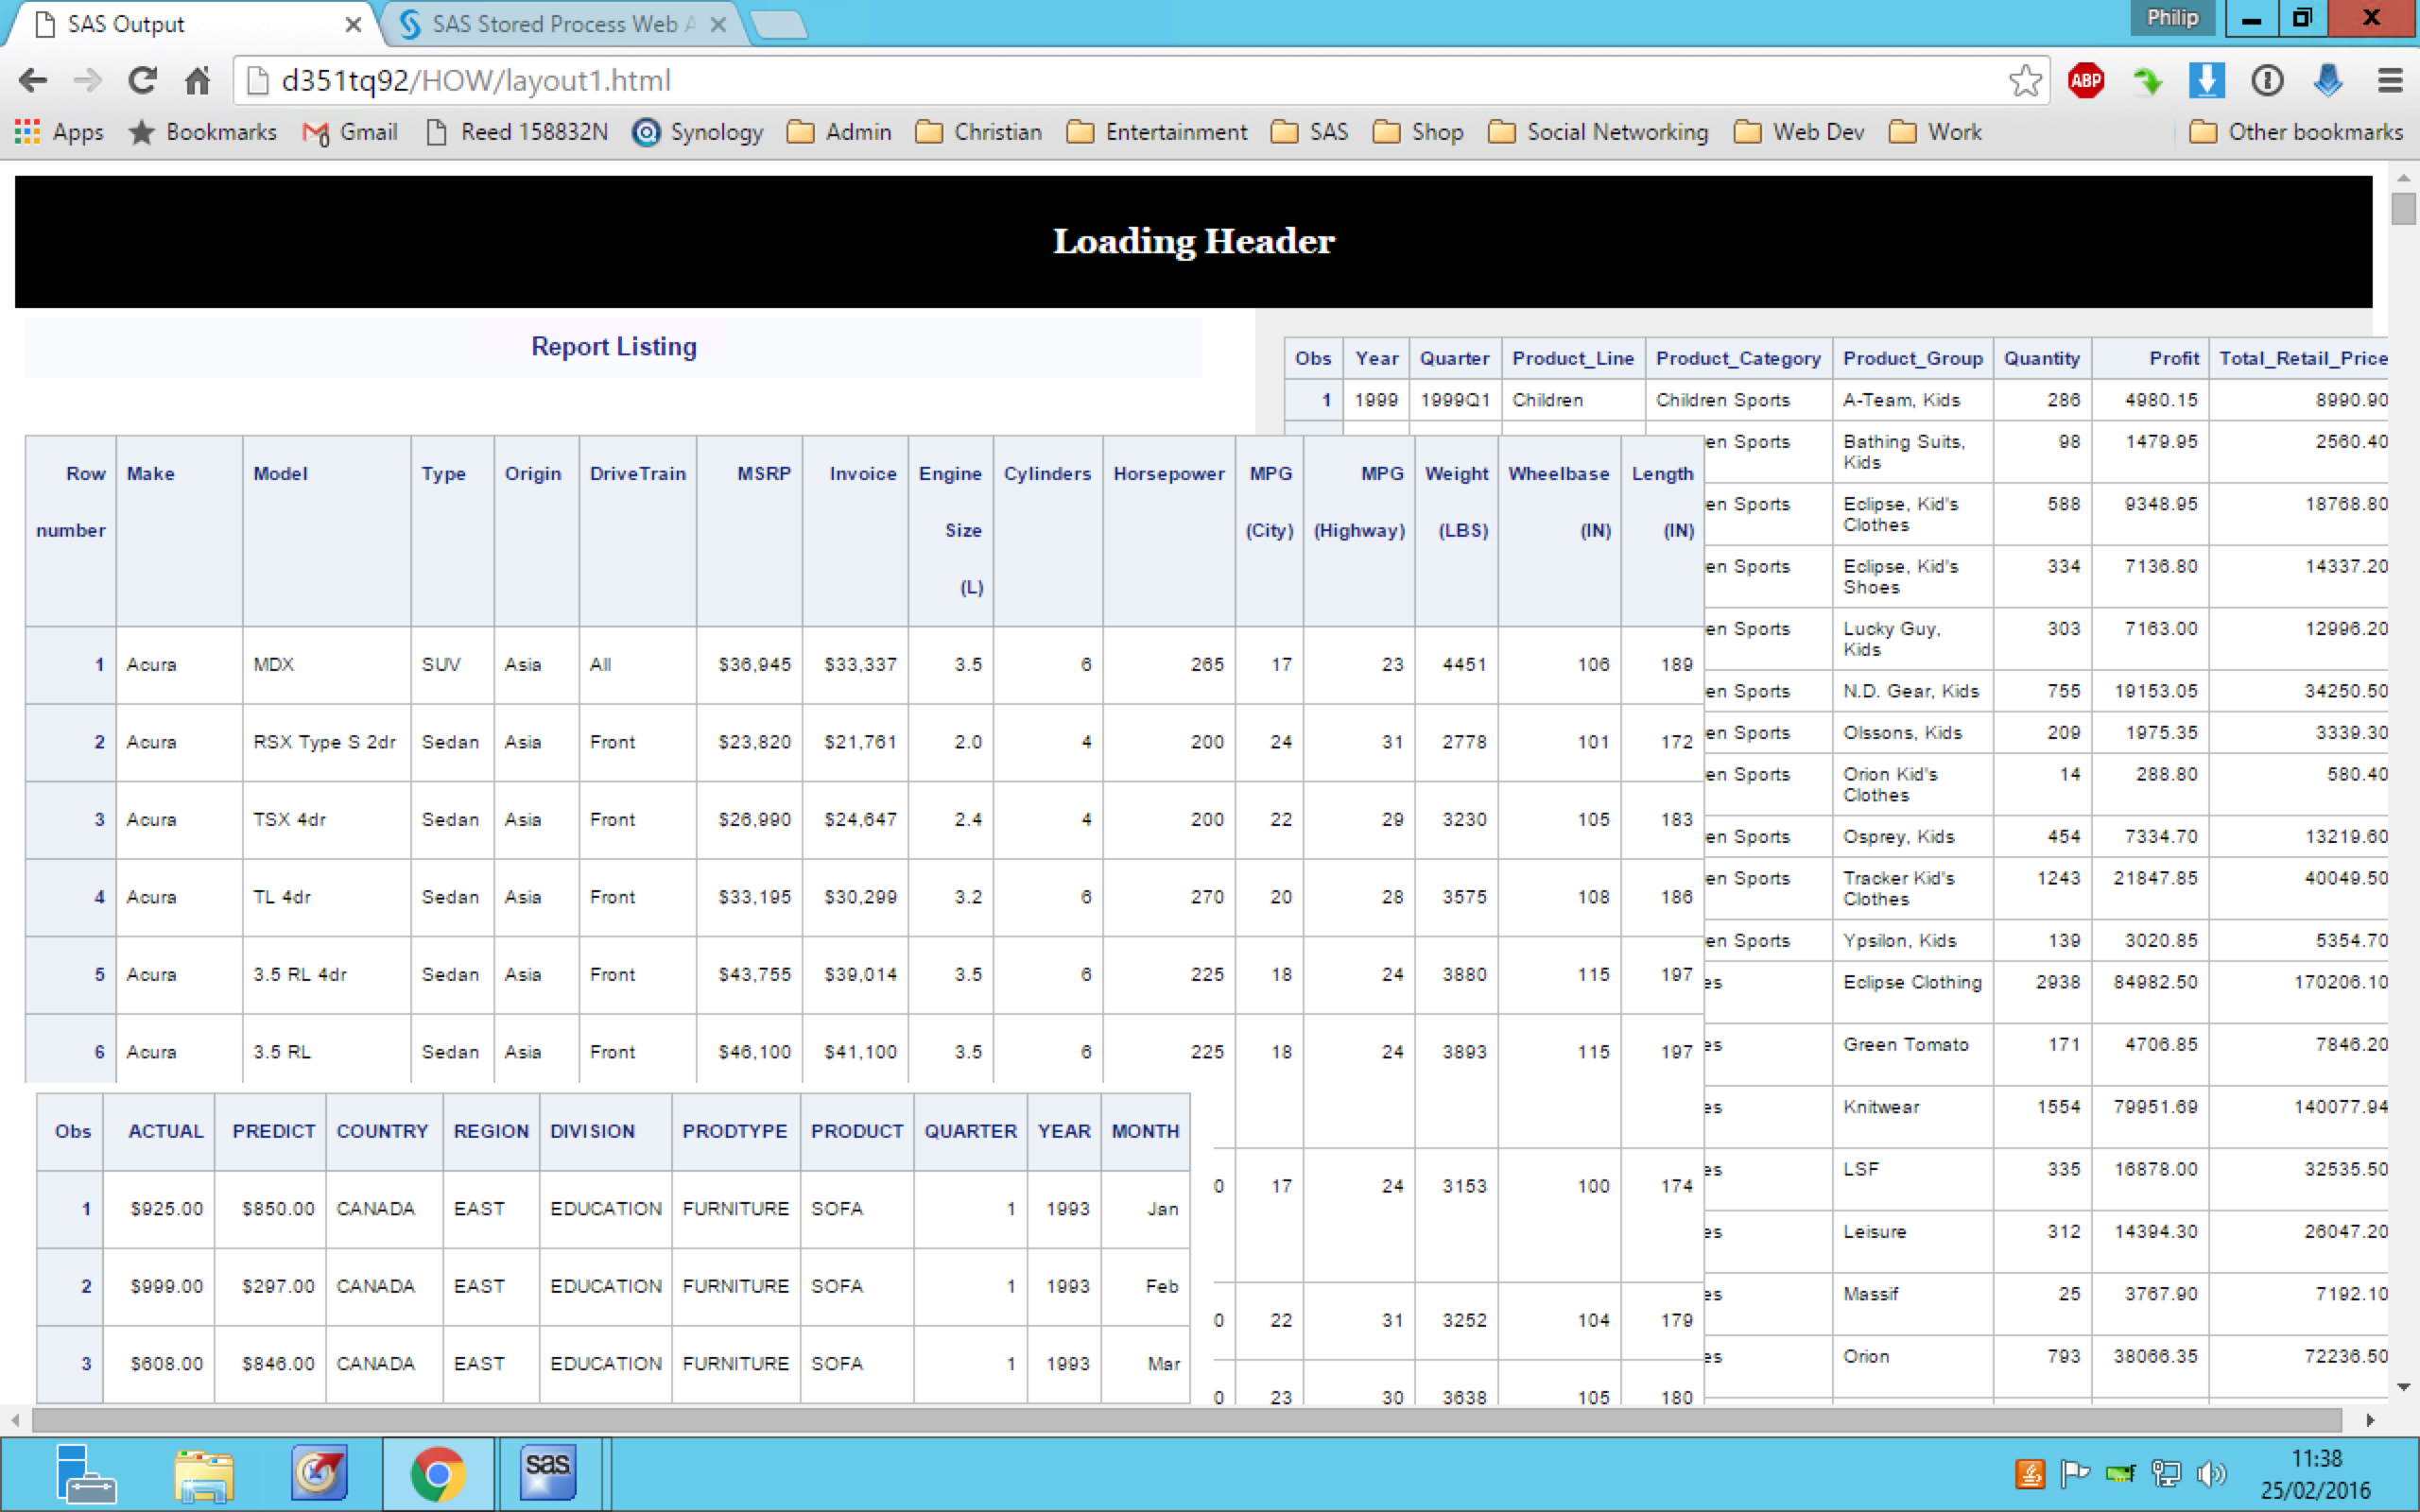 SAS Output
SAS Stored Process Web A
Philip
d351tq92/HOW/layout1.html
ABP
Apps Bookmarks Gmail Reed 158832N Synology Admin Christian Entertainment SAS Shop Social Networking Web Dev Work Other bookmarks
Loading Header
Report Listing
Row number Make Model Type Origin DriveTrain MSRP Invoice Engine Size (L) Cylinders Horsepower MPG (City) MPG (Highway) Weight (LBS) Wheelbase (IN) Length (IN)
1 Acura MDX SUV Asia All $36,945 $33,337 3.5 6 265 17 23 4451 106 189
2 Acura RSX Type S 2dr Sedan Asia Front $23,820 $21,761 2.0 4 200 24 31 2778 101 172
3 Acura TSX 4dr Sedan Asia Front $26,990 $24,647 2.4 4 200 22 29 3230 105 183
4 Acura TL 4dr Sedan Asia Front $33,195 $30,299 3.2 6 270 20 28 3575 108 186
5 Acura 3.5 RL 4dr Sedan Asia Front $43,755 $39,014 3.5 6 225 18 24 3880 115 197
6 Acura 3.5 RL Sedan Asia Front $46,100 $41,100 3.5 6 225 18 24 3893 115 197
0 17 24 3153 100 174
0 22 31 3252 104 179
0 23 30 3638 105 180
Obs ACTUAL PREDICT COUNTRY REGION DIVISION PRODTYPE PRODUCT QUARTER YEAR MONTH
1 $925.00 $850.00 CANADA EAST EDUCATION FURNITURE SOFA 1 1993 Jan
2 $999.00 $297.00 CANADA EAST EDUCATION FURNITURE SOFA 1 1993 Feb
3 $608.00 $846.00 CANADA EAST EDUCATION FURNITURE SOFA 1 1993 Mar
Obs Year Quarter Product_Line Product_Category Product_Group Quantity Profit Total_Retail_Price
1 1999 1999Q1 Children Children Sports A-Team, Kids 286 4980.15 8990.90
en Sports Bathing Suits, Kids 98 1479.95 2560.40
en Sports Eclipse, Kid's Clothes 588 9348.95 18768.80
en Sports Eclipse, Kid's Shoes 334 7136.80 14337.20
en Sports Lucky Guy, Kids 303 7163.00 12996.20
en Sports N.D. Gear, Kids 755 19153.05 34250.50
en Sports Olssons, Kids 209 1975.35 3339.30
en Sports Orion Kid's Clothes 14 288.80 580.40
en Sports Osprey, Kids 454 7334.70 13219.60
en Sports Tracker Kid's Clothes 1243 21847.85 40049.50
en Sports Ypsilon, Kids 139 3020.85 5354.70
es Eclipse Clothing 2938 84982.50 170206.10
es Green Tomato 171 4706.85 7846.20
es Knitwear 1554 79951.69 140077.94
es LSF 335 16878.00 32535.50
es Leisure 312 14394.30 26047.20
es Massif 25 3767.90 7192.10
es Orion 793 38066.35 72236.50
sas
11:38
25/02/2016